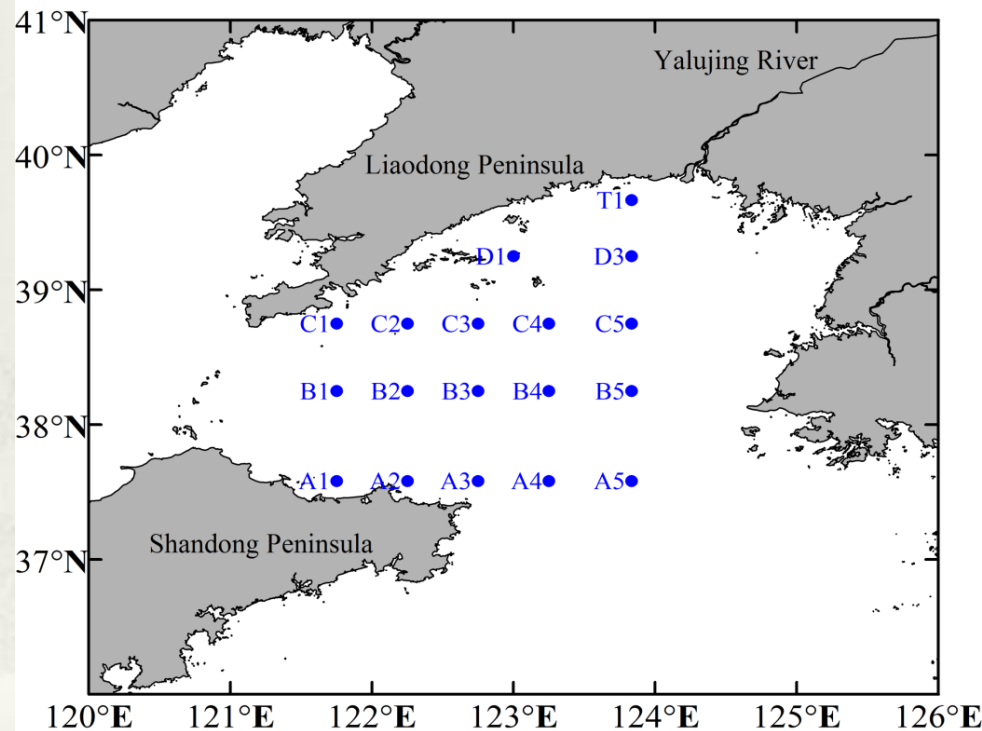 41°N
Yalujing River
40°N
Liaodong Peninsula
T1
D1 D3
39°N
C1 C2 C3 C4 C5
B1 B2 B3 B4 B5
38°N
A1 A2 A3 A4 A5
Shandong Peninsula
37°N
120°E 121°E 122°E 123°E 124°E 125°E 126°E